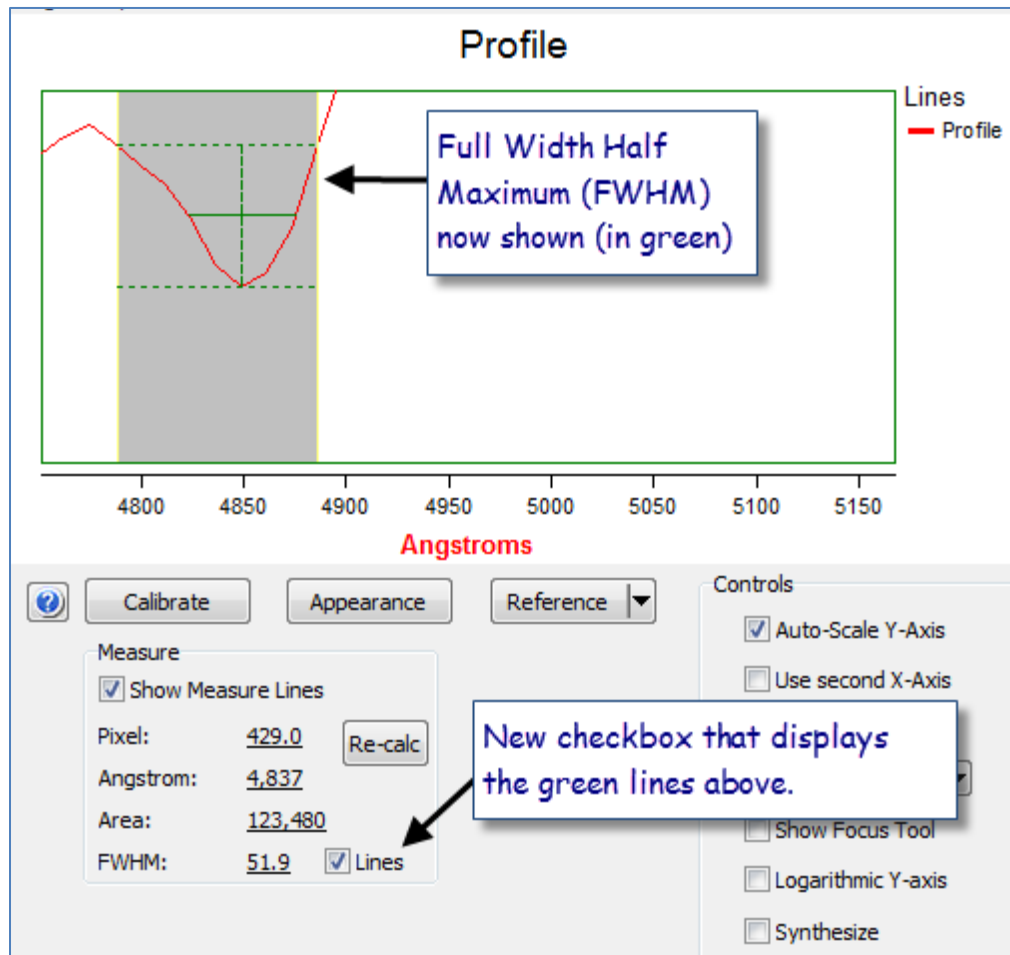 Profile
Lines
Profile
Full Width Half
Maximum (FWHM)
now shown (in green)
4800 4850 4900 4950 5000 5050 5100 5150
Angstroms
Calibrate
Appearance
Reference
Controls
Auto-Scale Y-Axis
Use second X-Axis
Show Focus Tool
Logarithmic Y-axis
Synthesize
Measure
Show Measure Lines
Pixel: 429.0
Re-calc
Angstrom: 4,837
Area: 123,480
FWHM: 51.9
Lines
New checkbox that displays
the green lines above.